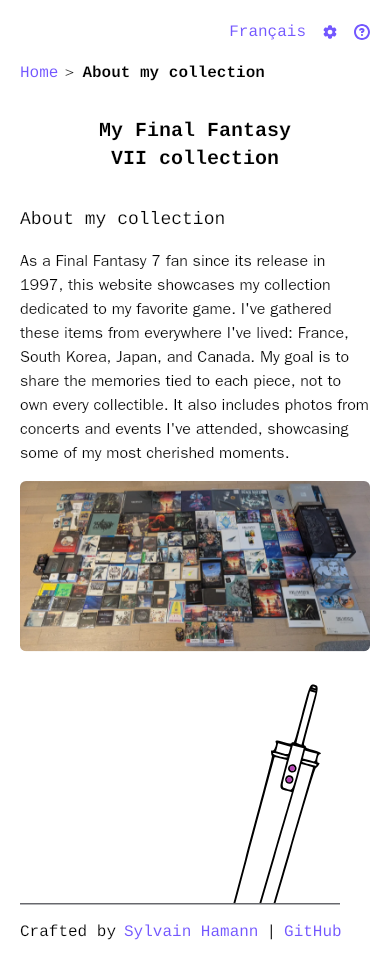 Français
Home > About my collection
My Final Fantasy
VII collection
About my collection
As a Final Fantasy 7 fan since its release in
1997, this website showcases my collection
dedicated to my favorite game. I've gathered
these items from everywhere I've lived: France,
South Korea, Japan, and Canada. My goal is to
share the memories tied to each piece, not to
own every collectible. It also includes photos from
concerts and events I've attended, showcasing
some of my most cherished moments.
Crafted by Sylvain Hamann | GitHub